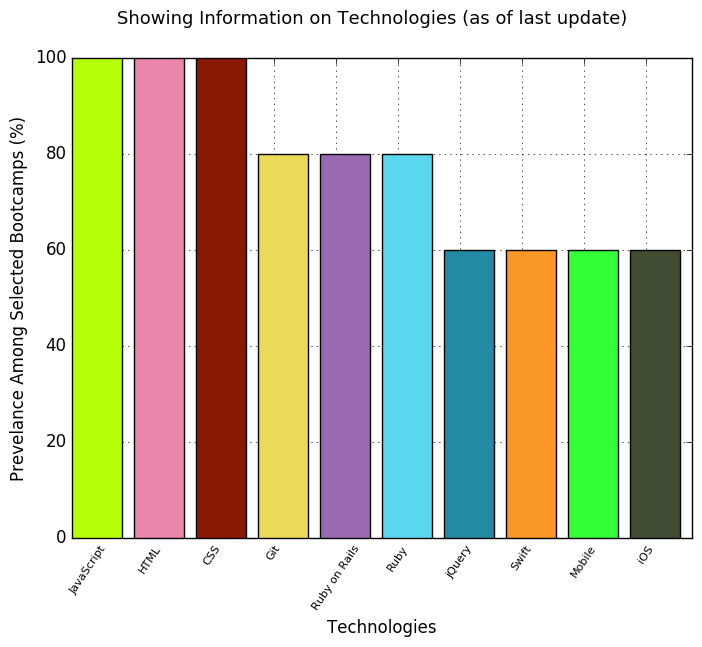 Showing Information on Technologies (as of last update)
Prevelance Among Selected Bootcamps (%)
100
80
60
40
20
0
JavaScript
HTML
CSS
Git
Ruby on Rails
Ruby
jQuery
Swift
Mobile
iOS
Technologies